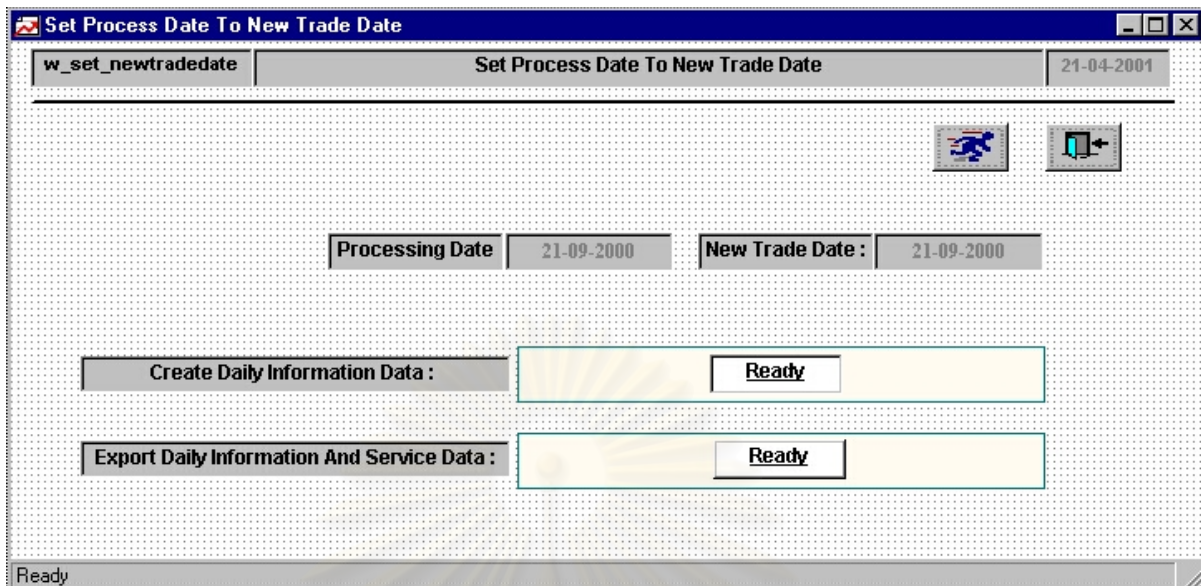 Set Process Date To New Trade Date
w_set_newtradedate Set Process Date To New Trade Date 21-04-2001
Processing Date 21-09-2000 New Trade Date : 21-09-2000
Create Daily Information Data : Ready
Export Daily Information And Service Data : Ready
Ready